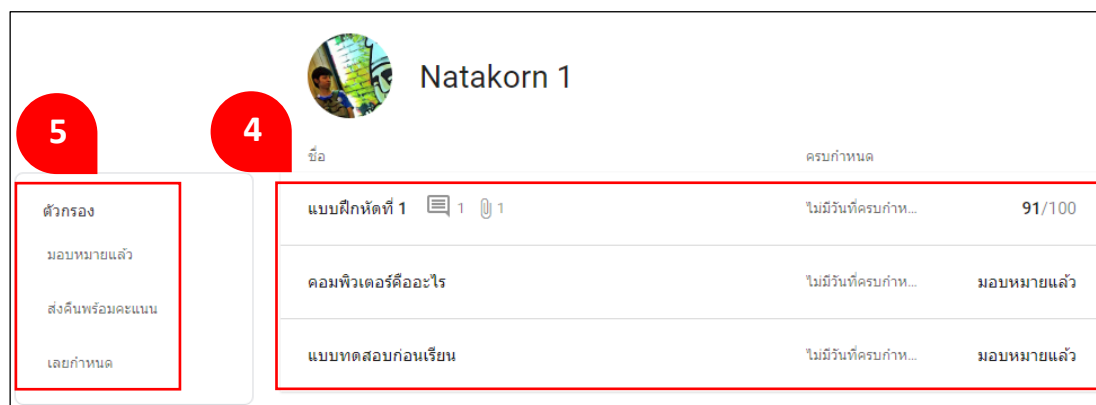 Natakorn 1
5
4
ชื่อ ครบกำหนด
ตัวกรอง
มอบหมายแล้ว
ส่งคืนพร้อมคะแนน
เลยกำหนด
แบบฝึกหัดที่ 1 1 1 ไม่มีวันที่ครบกำห... 91/100
คอมพิวเตอร์คืออะไร ไม่มีวันที่ครบกำห... มอบหมายแล้ว
แบบทดสอบก่อนเรียน ไม่มีวันที่ครบกำห... มอบหมายแล้ว